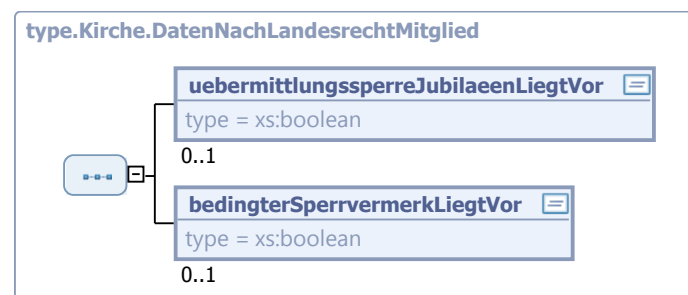 type.Kirche.DatenNachLandesrechtMitglied
uebermittlungssperreJubilaeenLiegtVor
type = xs:boolean
0..1
bedingterSperrvermerkLiegtVor
type = xs:boolean
0..1